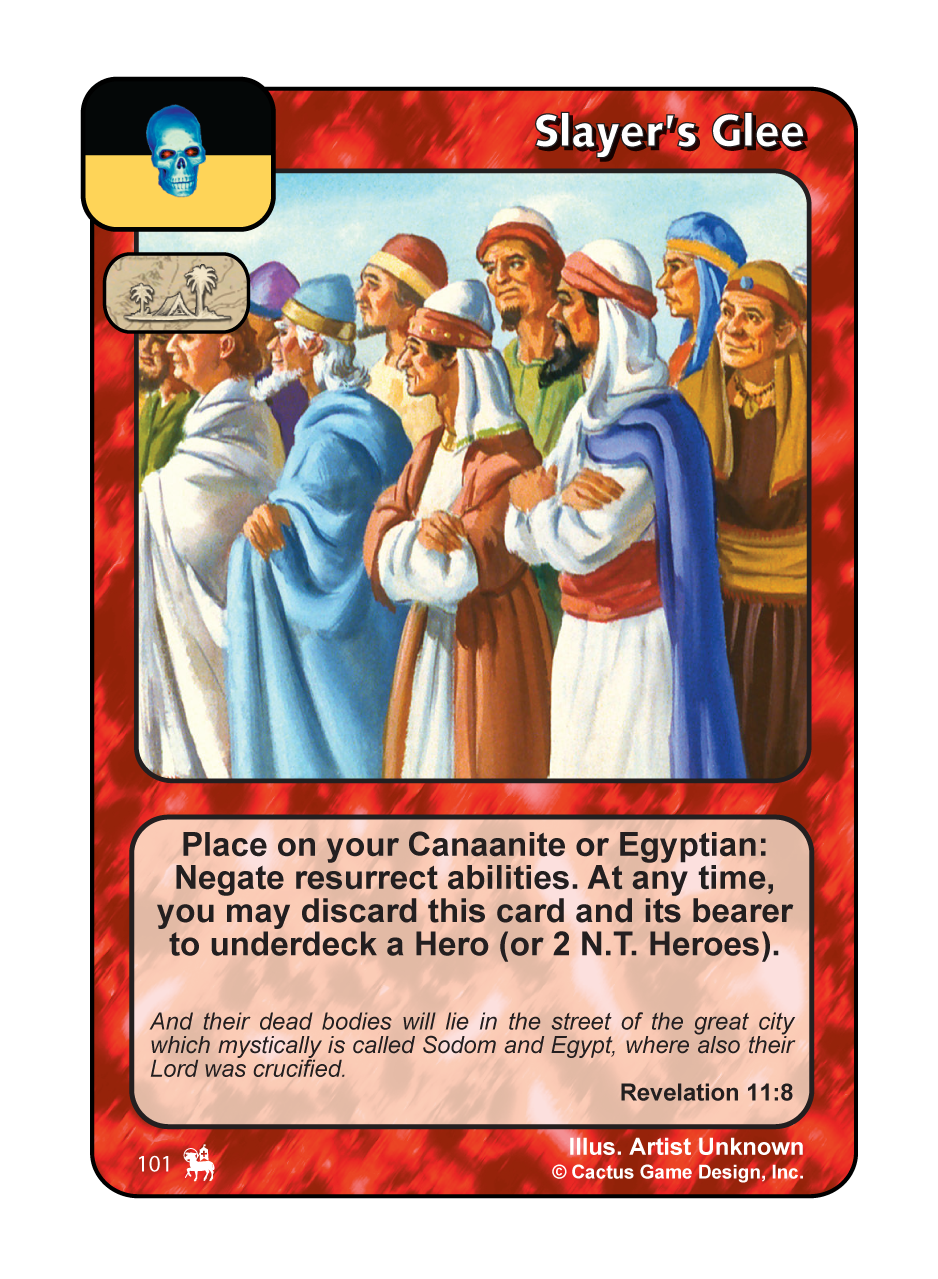 Slayer's Glee
Place on your Canaanite or Egyptian:
Negate resurrect abilities. At any time,
you may discard this card and its bearer
to underdeck a Hero (or 2 N.T. Heroes).
And their dead bodies will lie in the street of the great city
which mystically is called Sodom and Egypt, where also their
Lord was crucified.
Revelation 11:8
Illus. Artist Unknown
101
© Cactus Game Design, Inc.